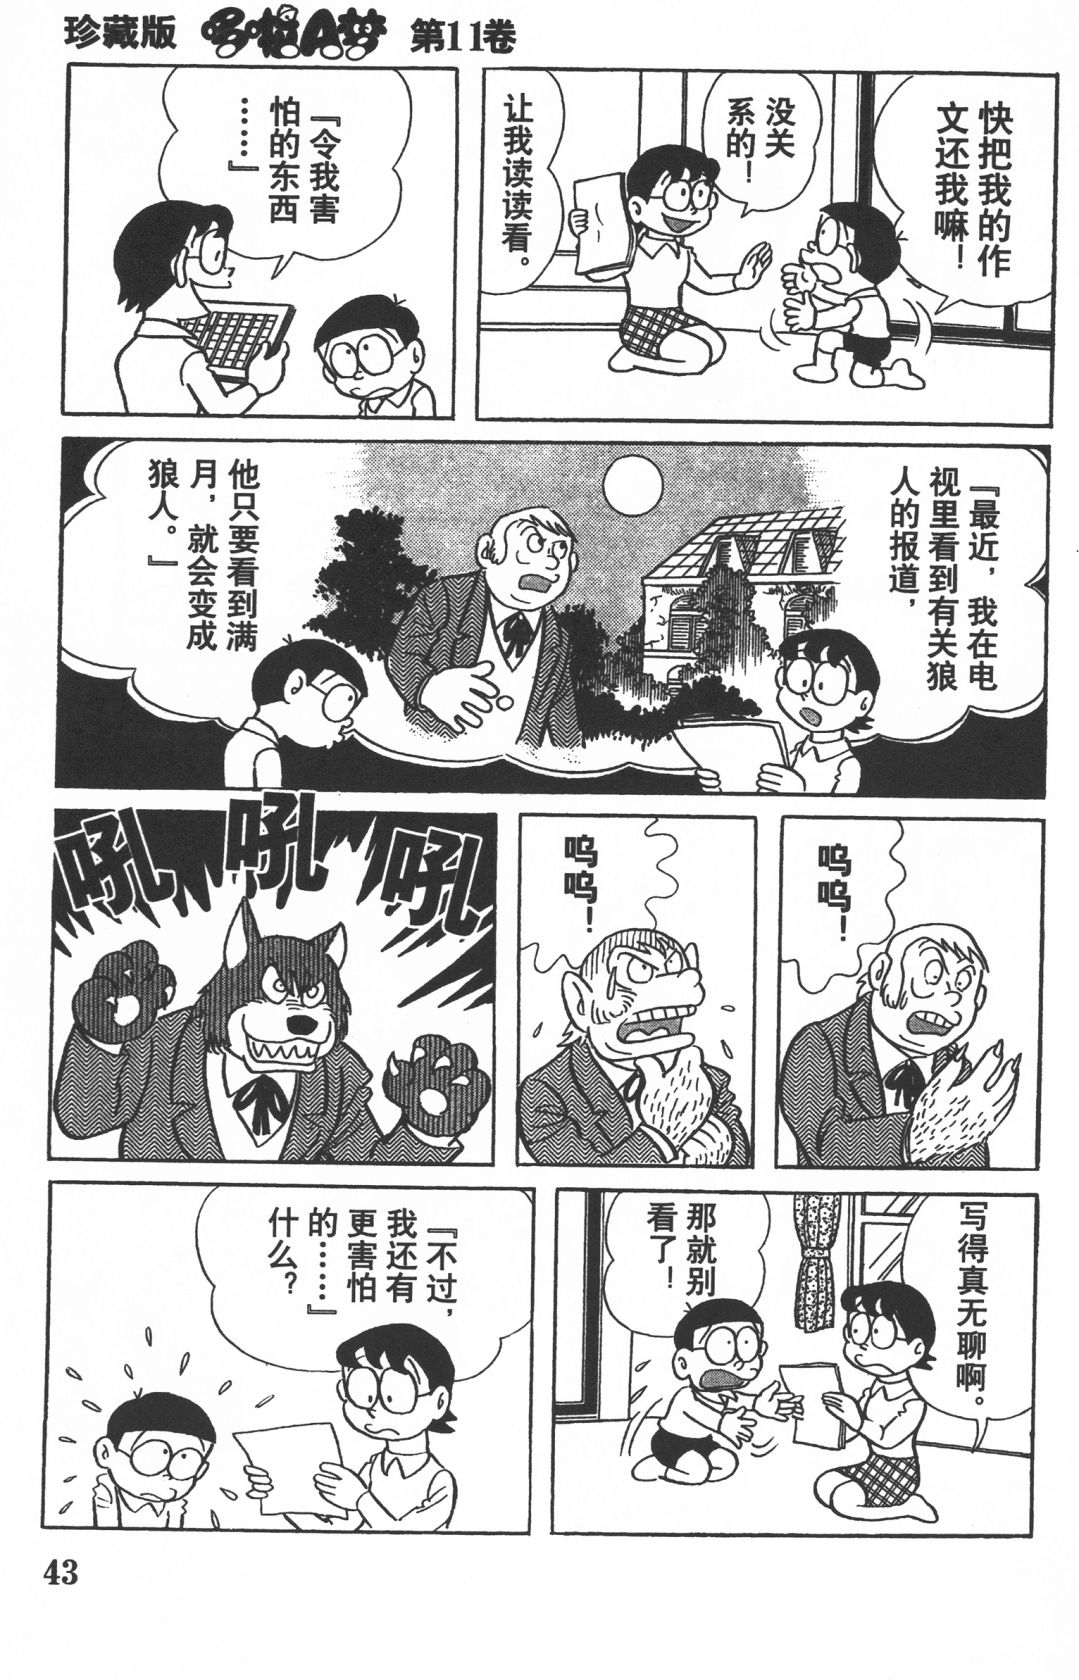 珍藏版 哆啦A梦 第11卷
快把我的作
文还我嘛！
没关
系的！
让我读读看。
『令我害
怕的东西
……』
『最近，我在电
视里看到有关狼
人的报道，
他只要看到满
月，就会变成
狼人。』
呜
呜！
呜
呜！
吼 吼 吼
写得真无聊啊。
那就别
看了！
『不过，
我还有
更害怕
的……』
什么？
43